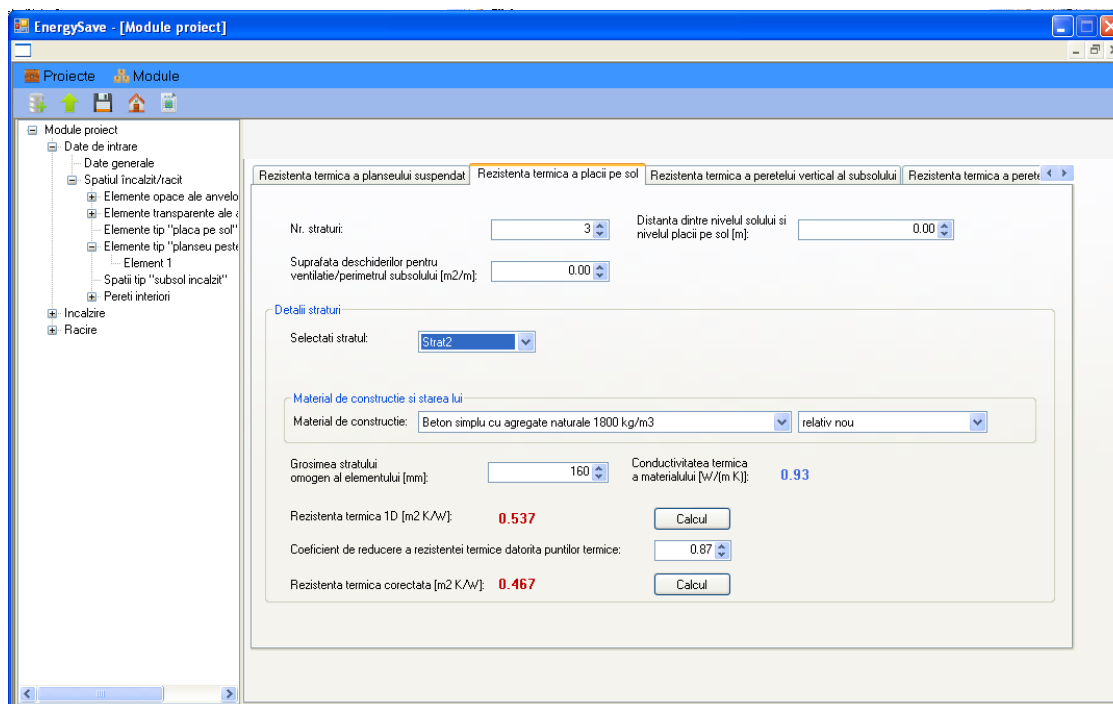 EnergySave - [Module proiect]
Proiecte Module
Module proiect
Date de intrare
Date generale
Spatiul încalzit/racit
Elemente opace ale anvelo
Elemente transparente ale a
Elemente tip "placa pe sol"
Elemente tip "planseu peste
Element 1
Spatii tip "subsol incalzit"
Pereti interiori
Incalzire
Racire
Rezistenta termica a planseului suspendat Rezistenta termica a placii pe sol Rezistenta termica a peretelui vertical al subsolului Rezistenta termica a perete
Nr. straturi: 3 Distanta dintre nivelul solului si
nivelul placii pe sol [m]: 0.00
Suprafata deschiderilor pentru
ventilatie/perimetrul subsolului [m2/m]: 0.00
Detalii straturi
Selectati stratul: Strat2
Material de constructie si starea lui
Material de constructie: Beton simplu cu agregate naturale 1800 kg/m3 relativ nou
Grosimea stratului
omogen al elementului [mm]: 160 Conductivitatea termica
a materialului [W/(m K)]: 0.93
Rezistenta termica 1D [m2 K/W]: 0.537 Calcul
Coeficient de reducere a rezistentei termice datorita puntilor termice: 0.87
Rezistenta termica corectata [m2 K/W]: 0.467 Calcul